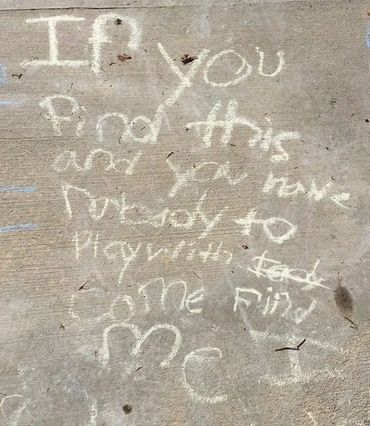 If you
find this
and you have
nobody to
Play with
Come find
me I